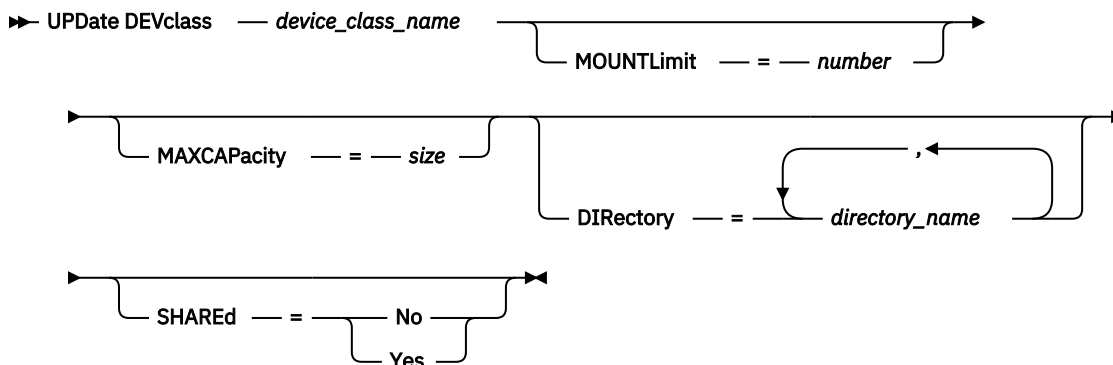 UPDate DEVclass device_class_name
MOUNTLimit = number
MAXCAPacity = size
,
DIRectory = directory_name
SHAREd = No
Yes